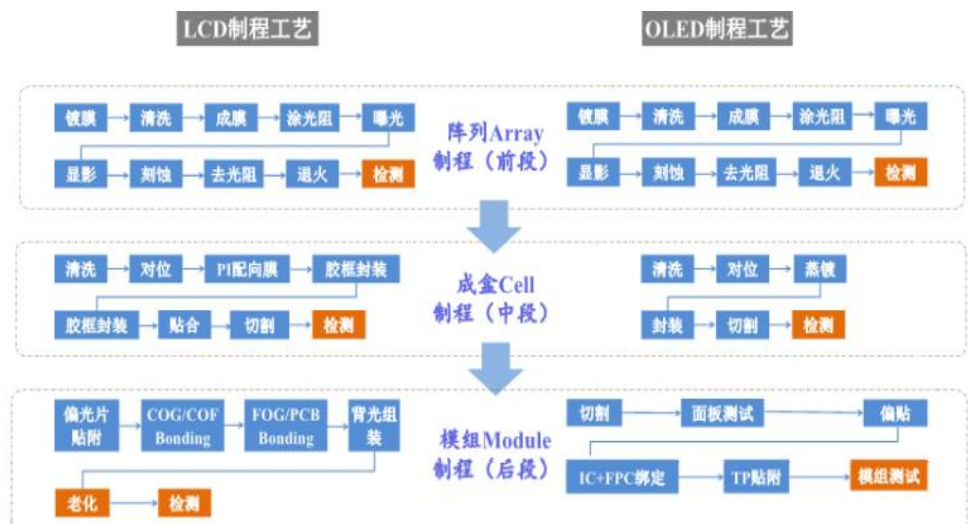 LCD制程工艺
OLED制程工艺
镀膜 清洗 成膜 涂光阻 曝光
显影 刻蚀 去光阻 退火 检测
阵列Array
制程（前段）
镀膜 清洗 成膜 涂光阻 曝光
显影 刻蚀 去光阻 退火 检测
清洗 对位 PI配向膜 胶框封装
胶框封装 贴合 切割 检测
成盒Cell
制程（中段）
清洗 对位 蒸镀
封装 切割 检测
偏光片
贴附
COG/COF
Bonding
FOG/PCB
Bonding
背光组
装
老化 检测
模组Module
制程（后段）
切割 面板测试 偏贴
IC+FPC绑定 TP贴附 模组测试